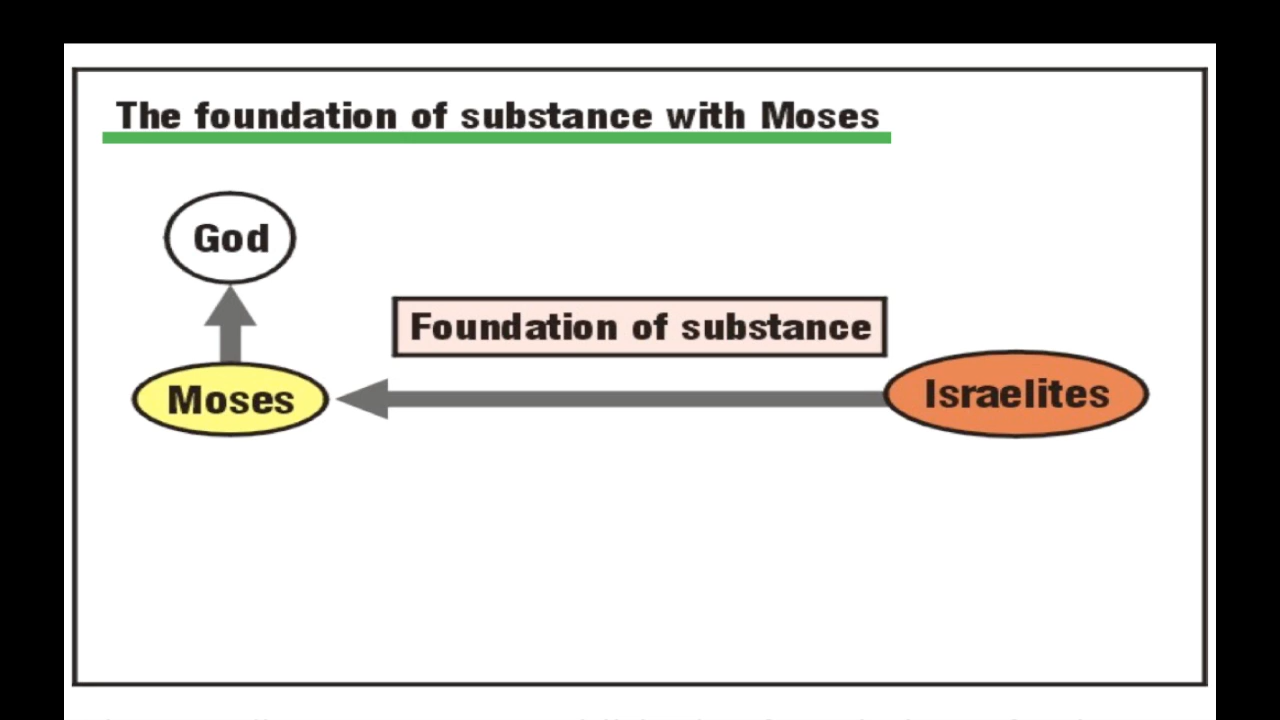 The foundation of substance with Moses
God
Foundation of substance
Moses
Israelites